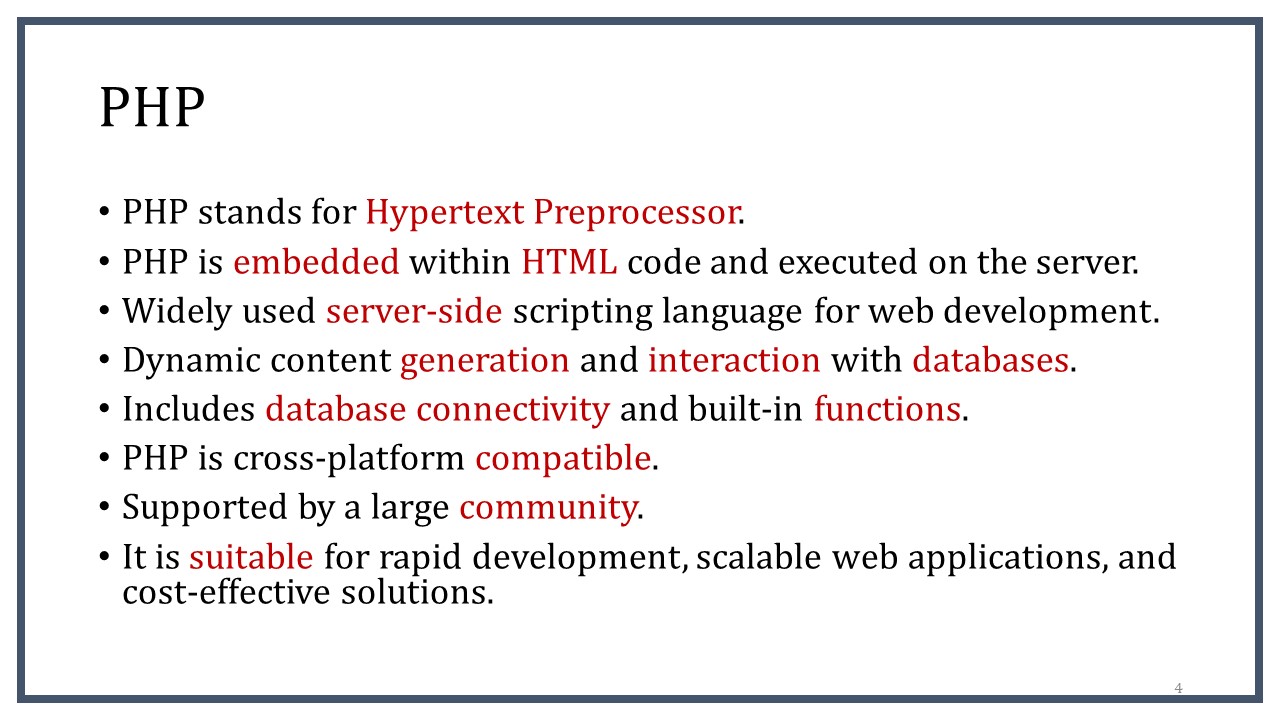 PHP
• PHP stands for Hypertext Preprocessor.
• PHP is embedded within HTML code and executed on the server.
• Widely used server-side scripting language for web development.
• Dynamic content generation and interaction with databases.
• Includes database connectivity and built-in functions.
• PHP is cross-platform compatible.
• Supported by a large community.
• It is suitable for rapid development, scalable web applications, and
cost-effective solutions.
4